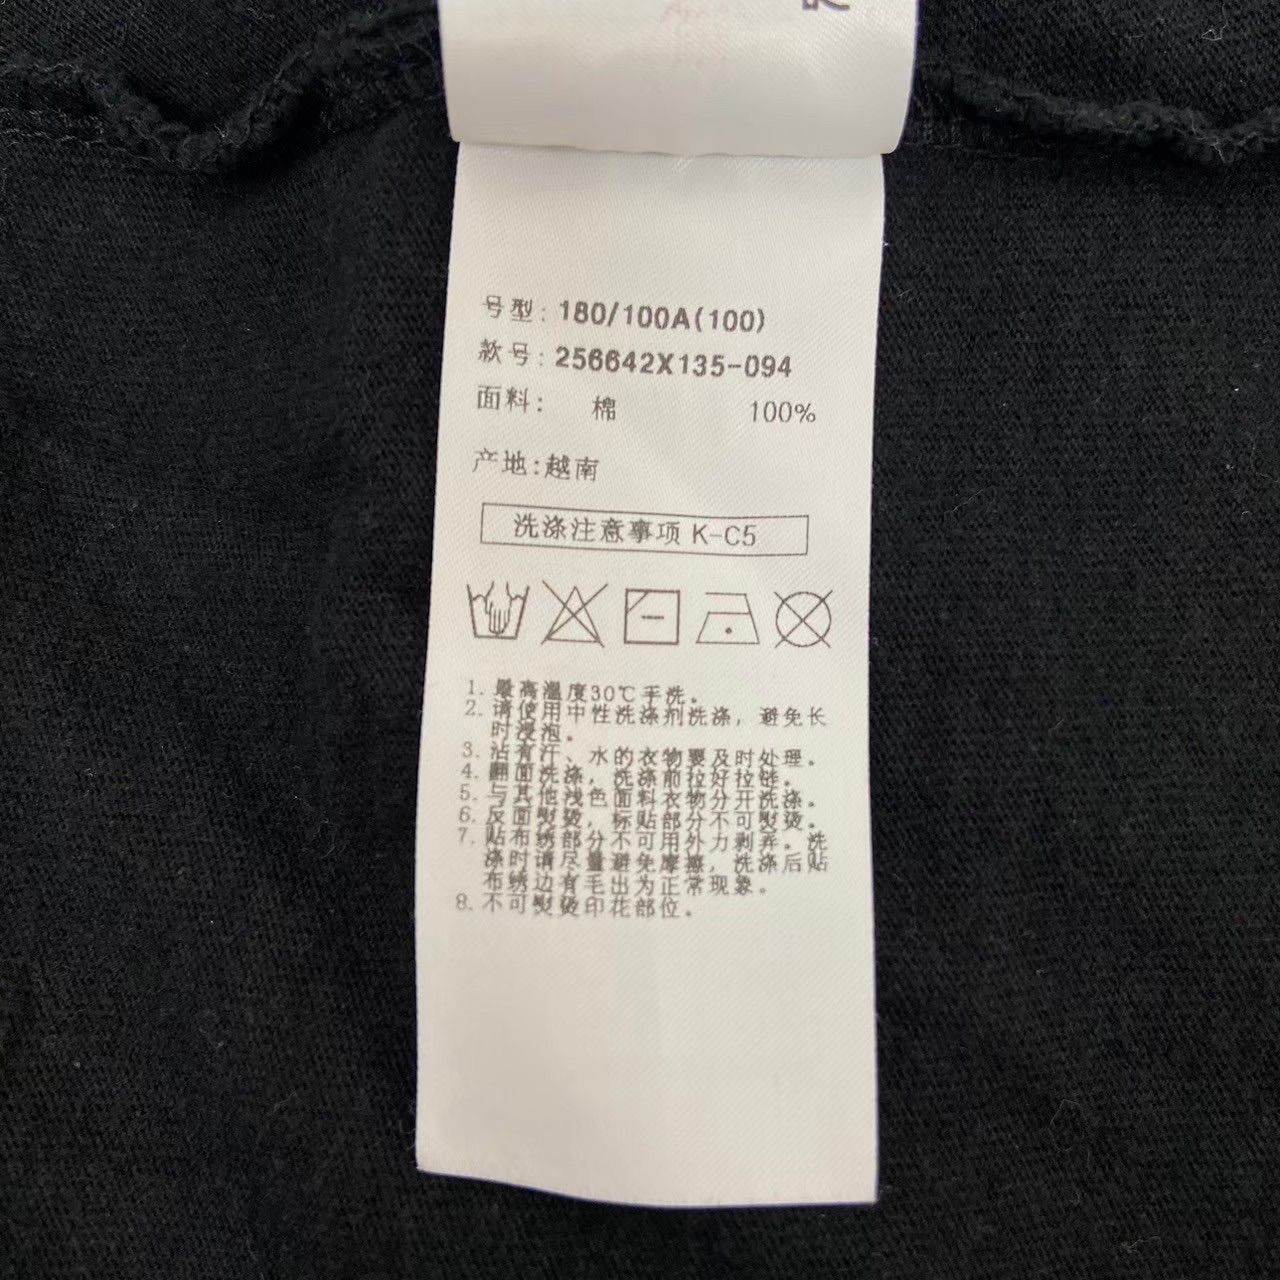 号型: 180/100A(100)
款号: 256642X135-094
面料: 棉 100%
产地:越南
洗涤注意事项 K-C5
1. 最高温度30℃手洗。
2. 请使用中性洗涤剂洗涤，避免长
时浸泡。
3. 沾有汗、水的衣物要及时处理。
4. 翻面洗涤，洗涤前拉好拉链。
5. 与其他浅色面料衣物分开洗涤。
6. 反面熨烫，标贴部分不可熨烫。
7. 贴布绣部分不可用外力剥弄。洗
涤时请尽量避免摩擦，洗涤后贴
布绣边有毛出为正常现象。
8. 不可熨烫印花部位。